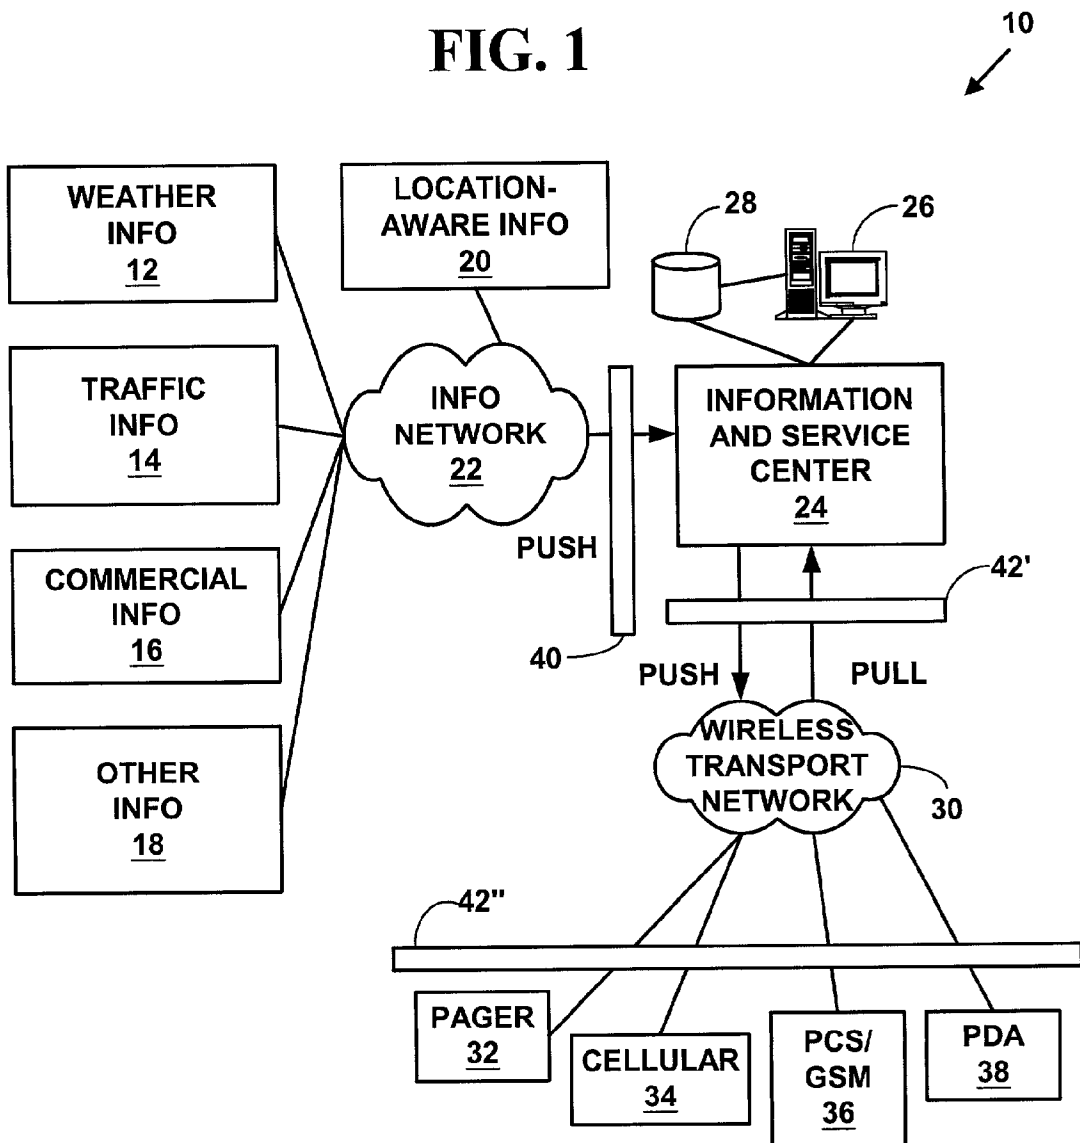 FIG. 1
10
WEATHER
INFO
12
LOCATION-
AWARE INFO
20
28
26
TRAFFIC
INFO
14
INFO
NETWORK
22
INFORMATION
AND SERVICE
CENTER
24
PUSH
COMMERCIAL
INFO
16
42'
40
PUSH
PULL
OTHER
INFO
18
WIRELESS
TRANSPORT
NETWORK
30
42"
PAGER
32
CELLULAR
34
PCS/
GSM
36
PDA
38